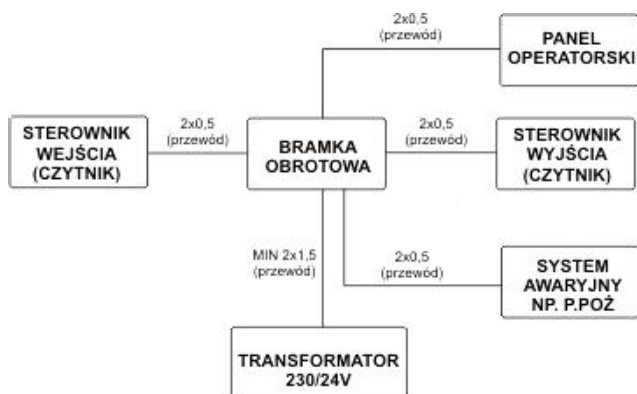 2x0,5
(przewód)
PANEL
OPERATORSKI
STEROWNIK
WEJŚCIA
(CZYTNIK)
2x0,5
(przewód)
BRAMKA
OBROTOWA
2x0,5
(przewód)
STEROWNIK
WYJŚCIA
(CZYTNIK)
MIN 2x1,5
(przewód)
2x0,5
(przewód)
SYSTEM
AWARYJNY
NP. P.POŻ
TRANSFORMATOR
230/24V